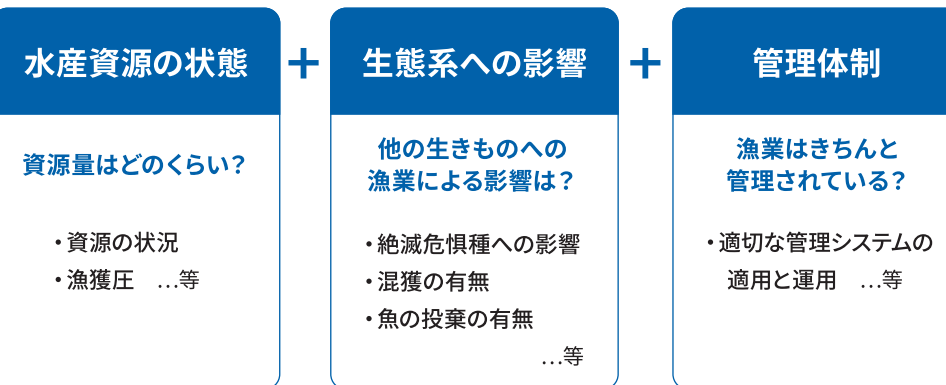 水産資源の状態
+
生態系への影響
+
管理体制
資源量はどのくらい？
・資源の状況
・漁獲圧　…等
他の生きものへの
漁業による影響は？
・絶滅危惧種への影響
・混獲の有無
・魚の投棄の有無
…等
漁業はきちんと
管理されている？
・適切な管理システムの
適用と運用　…等